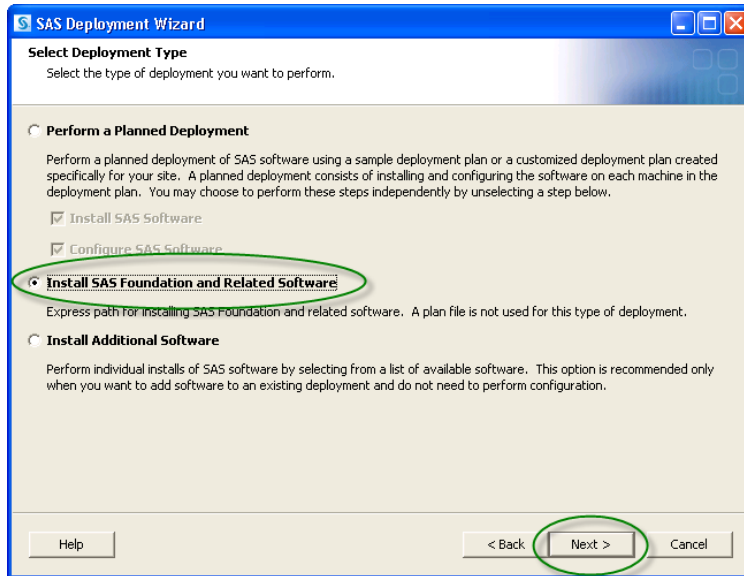 SAS Deployment Wizard
Select Deployment Type
Select the type of deployment you want to perform.
Perform a Planned Deployment
Perform a planned deployment of SAS software using a sample deployment plan or a customized deployment plan created
specifically for your site. A planned deployment consists of installing and configuring the software on each machine in the
deployment plan. You may choose to perform these steps independently by unselecting a step below.
Install SAS Software
Configure SAS Software
Install SAS Foundation and Related Software
Express path for installing SAS Foundation and related software. A plan file is not used for this type of deployment.
Install Additional Software
Perform individual installs of SAS software by selecting from a list of available software. This option is recommended only
when you want to add software to an existing deployment and do not need to perform configuration.
Help
< Back
Next >
Cancel